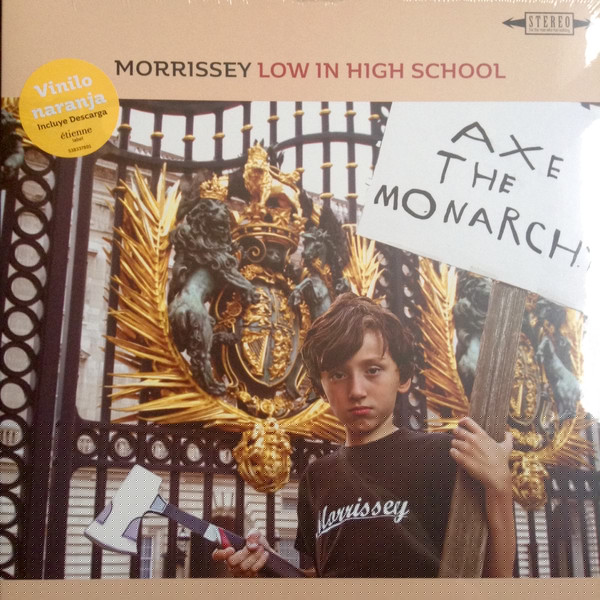 STEREO
MORRISSEY LOW IN HIGH SCHOOL
Vinilo
naranja
Incluye Descarga
étienne
AXE
THE
MONARCHY
Morrissey